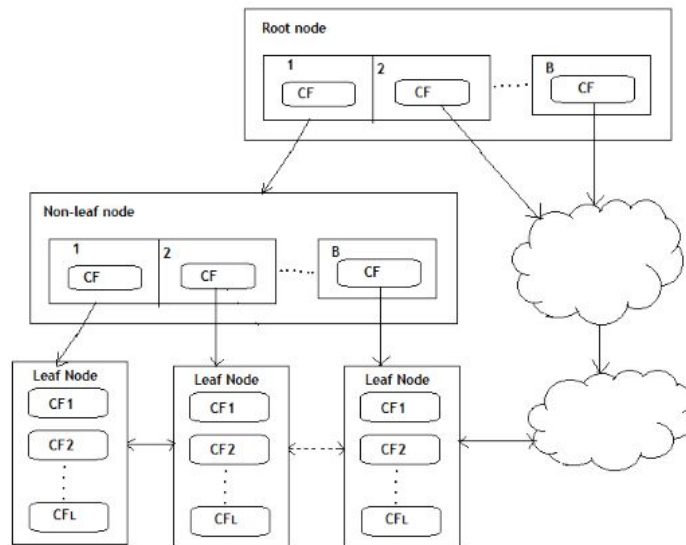 Root node
1
2
B
CF
CF
CF
Non-leaf node
1
2
B
CF
CF
CF
Leaf Node
Leaf Node
Leaf Node
CF1
CF1
CF1
CF2
CF2
CF2
CFL
CFL
CFL